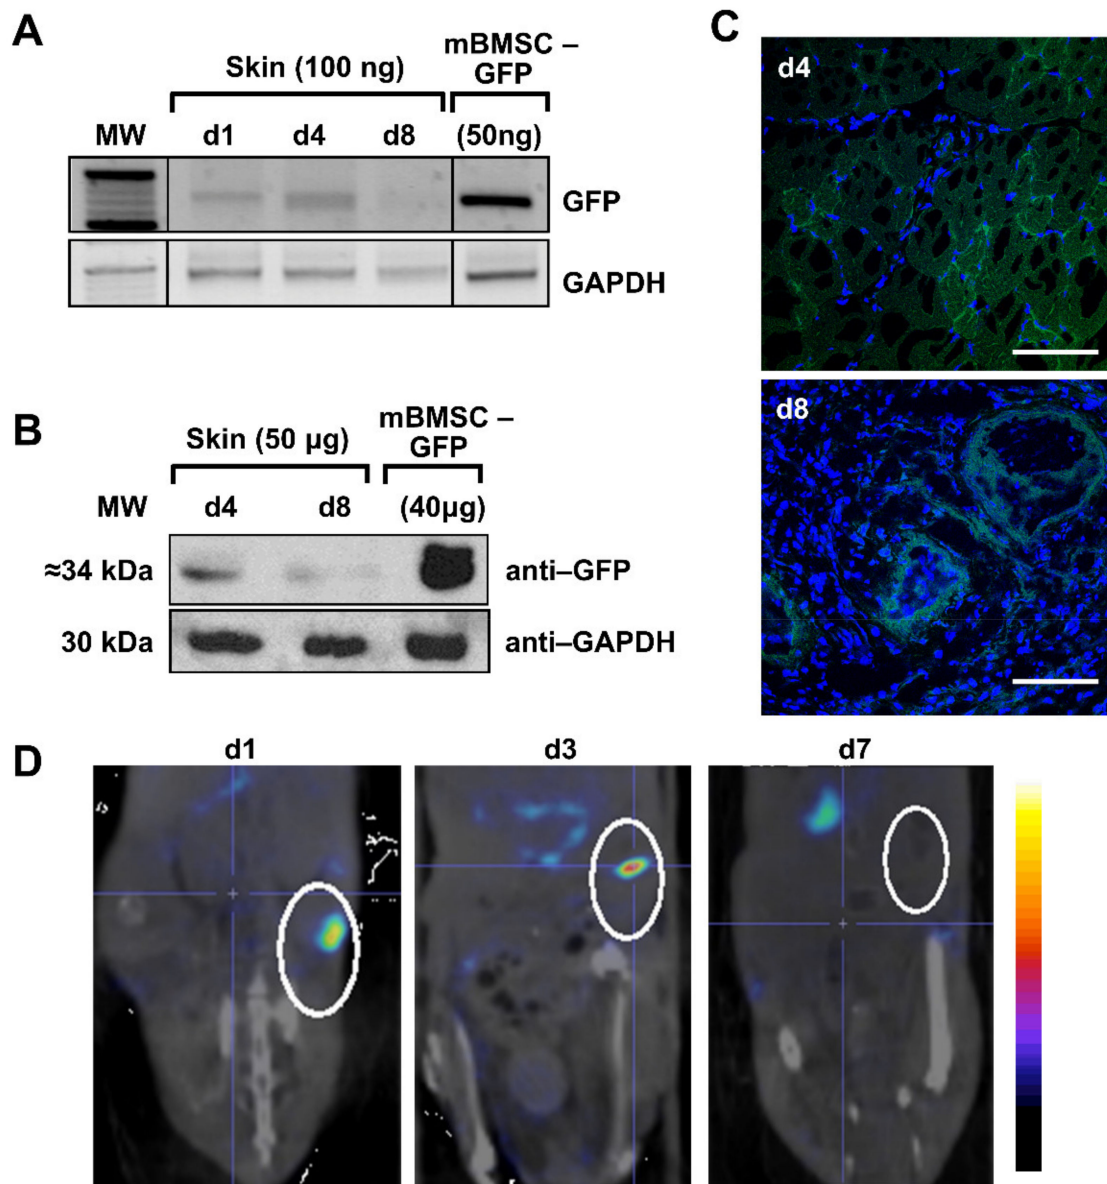 A
mBMSC –
GFP
Skin (100 ng)
MW
d1
d4
d8
(50ng)
GFP
GAPDH
B
mBMSC –
GFP
Skin (50 µg)
MW
d4
d8
(40µg)
≈34 kDa
anti–GFP
30 kDa
anti–GAPDH
C
d4
d8
D
d1
d3
d7